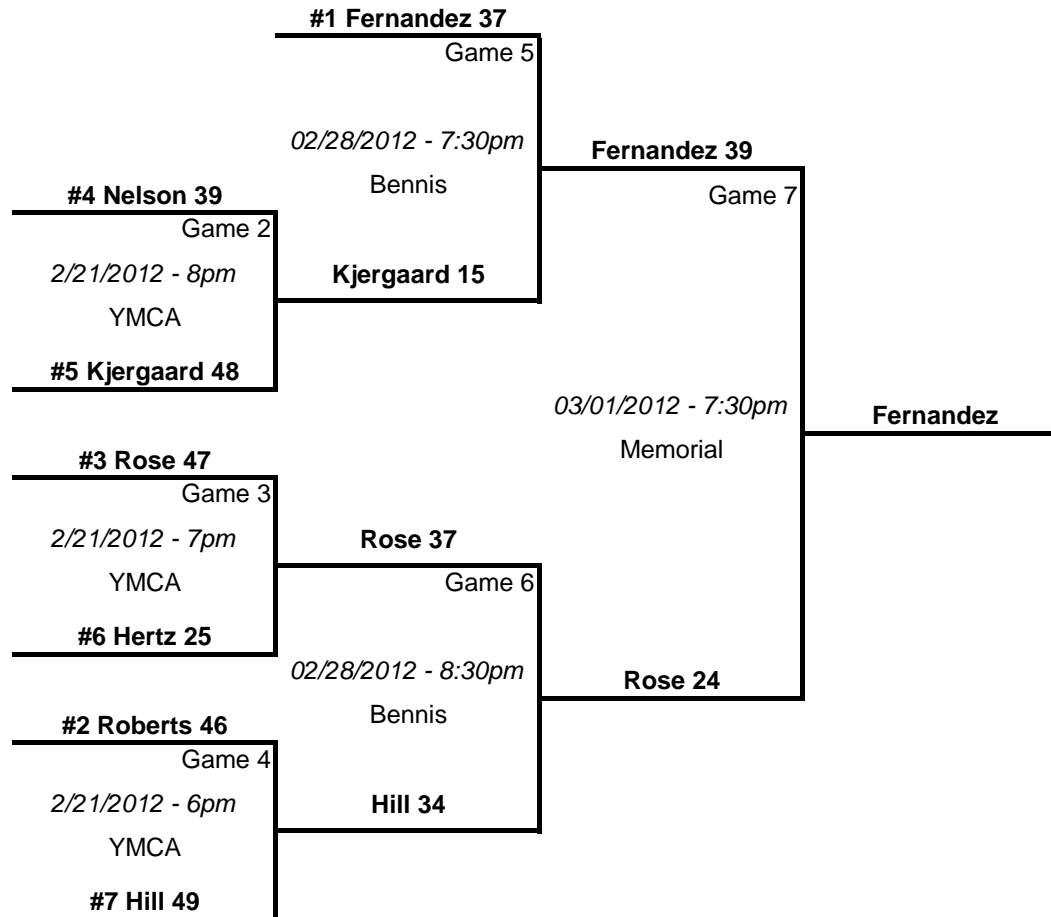 #1 Fernandez 37
Game 5
02/28/2012 - 7:30pm
Bennis
Fernandez 39
Game 7
#4 Nelson 39
Game 2
2/21/2012 - 8pm
YMCA
Kjergaard 15
#5 Kjergaard 48
03/01/2012 - 7:30pm
Memorial
Fernandez
#3 Rose 47
Game 3
2/21/2012 - 7pm
YMCA
Rose 37
Game 6
#6 Hertz 25
02/28/2012 - 8:30pm
Bennis
Rose 24
#2 Roberts 46
Game 4
2/21/2012 - 6pm
YMCA
Hill 34
#7 Hill 49